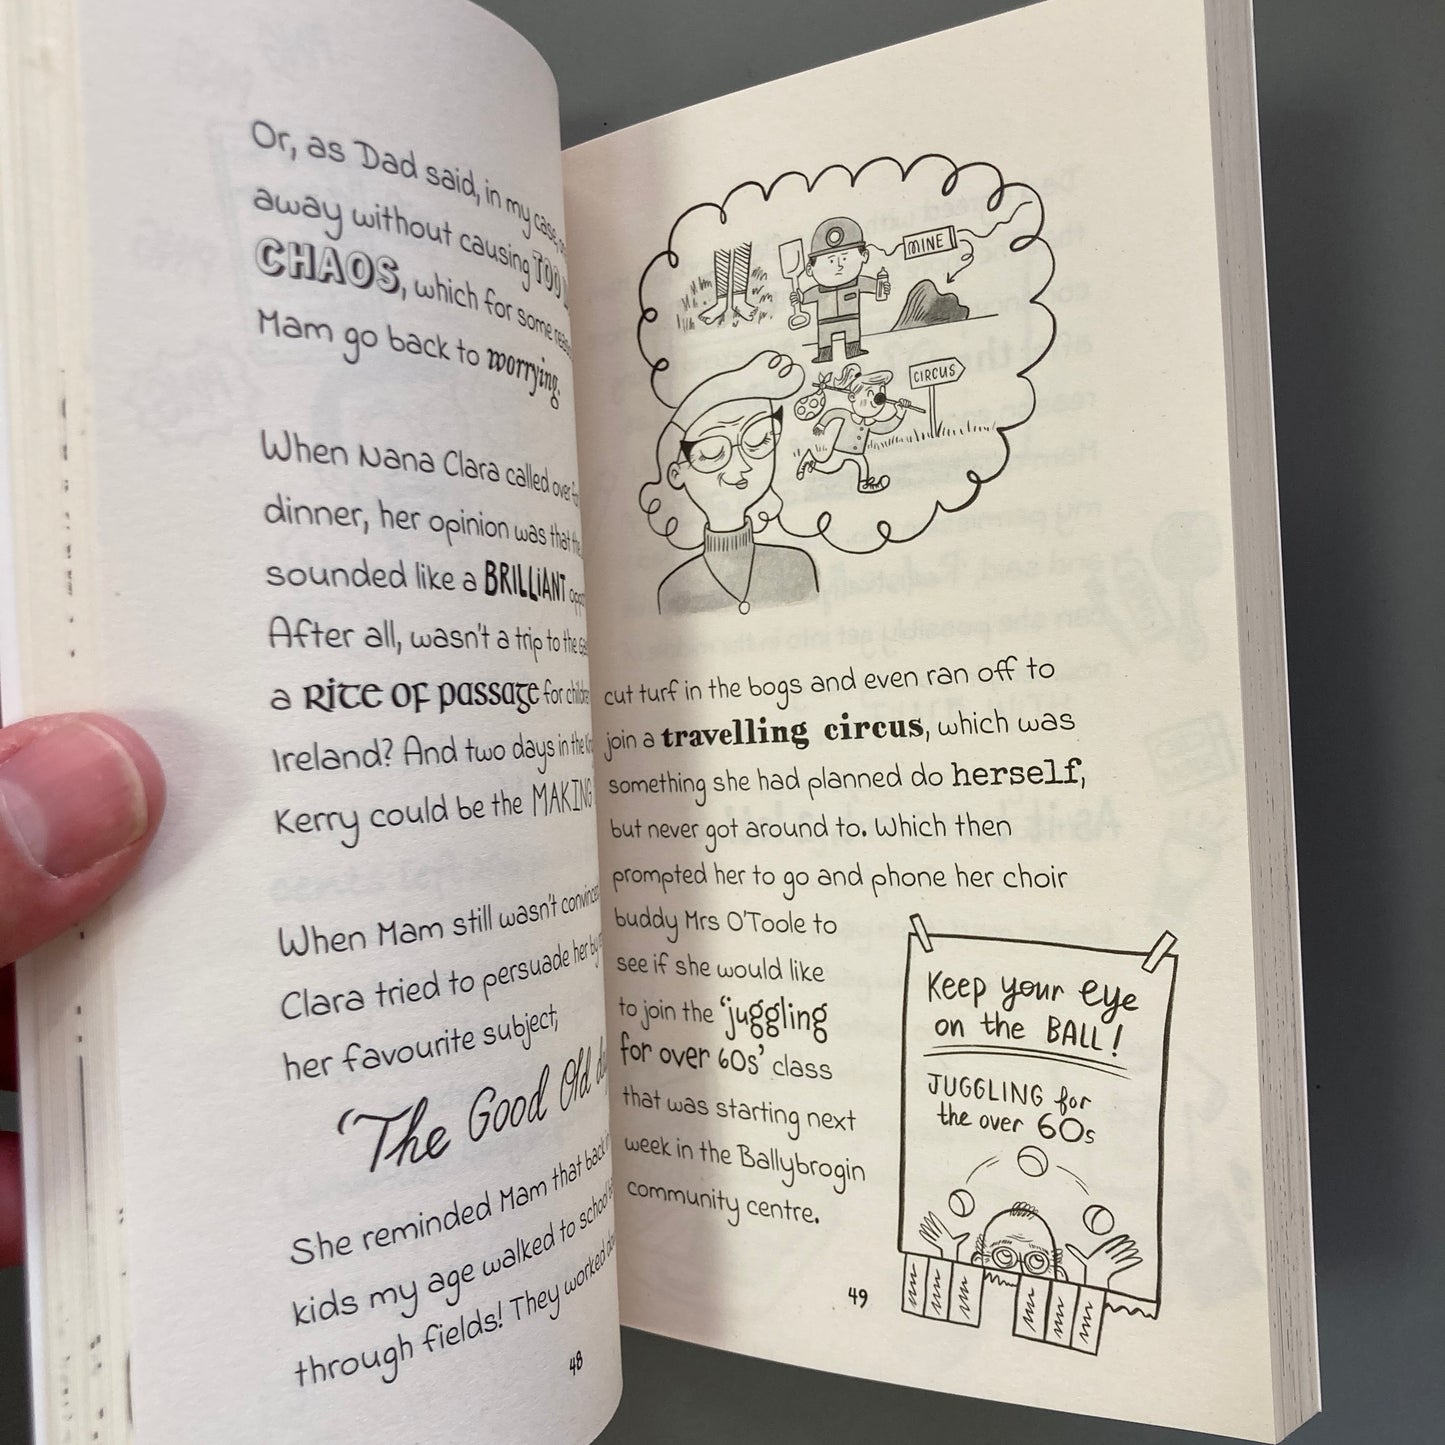 Or, as Dad said, in my case,
away without causing TOO
CHAOS, which for some
Mam go back to worrying.
When Nana Clara called over
dinner, her opinion was that
sounded like a BRILLIANT
After all, wasn't a trip to the
a RITE OF PASSAGE for
Ireland? And two days in the
Kerry could be the MAKING
When Mam still wasn't
Clara tried to persuade her by
her favourite subject,
'The Good Old
She reminded Mam that back
kids my age walked to school
through fields! They worked
48
MINE
CIRCUS
cut turf in the bogs and even ran off to
join a travelling circus, which was
something she had planned do herself,
but never got around to. Which then
prompted her to go and phone her choir
buddy Mrs O'Toole to
see if she would like
to join the 'juggling
for over 60s' class
that was starting next
week in the Ballybrogin
community centre.
Keep your eye
on the BALL!
JUGGLING for
the over 60s
49